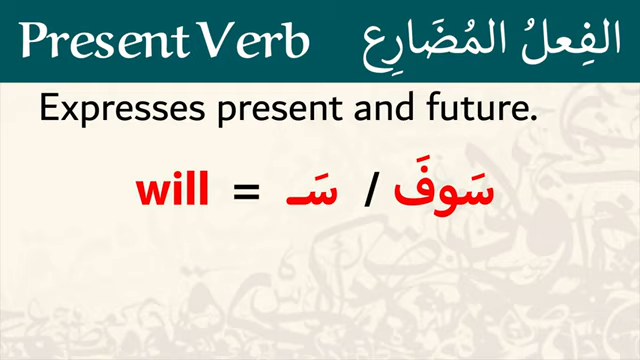 Present Verb الفِعلُ المُضَارِع
Expresses present and future.
will = سَـ / سَوفَ